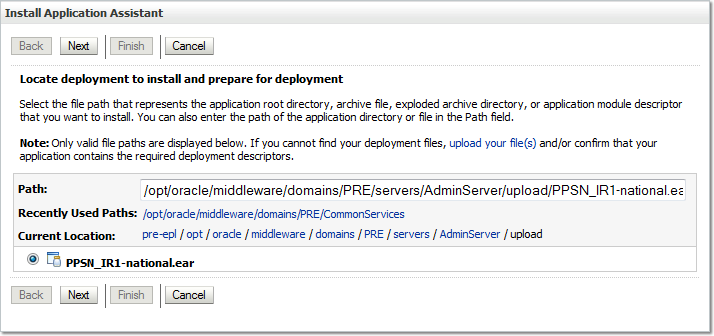 Install Application Assistant
Back Next Finish Cancel
Locate deployment to install and prepare for deployment
Select the file path that represents the application root directory, archive file, exploded archive directory, or application module descriptor
that you want to install. You can also enter the path of the application directory or file in the Path field.
Note: Only valid file paths are displayed below. If you cannot find your deployment files, upload your file(s) and/or confirm that your
application contains the required deployment descriptors.
Path: /opt/oracle/middleware/domains/PRE/servers/AdminServer/upload/PPSN_IR1-national.ea
Recently Used Paths: /opt/oracle/middleware/domains/PRE/CommonServices
Current Location: pre-epl / opt / oracle / middleware / domains / PRE / servers / AdminServer / upload
PPSN_IR1-national.ear
Back Next Finish Cancel